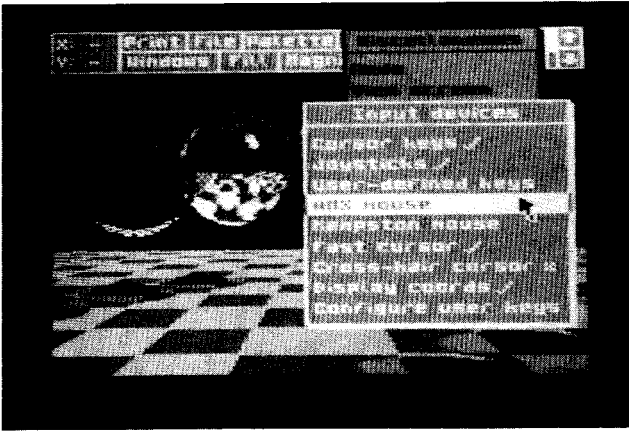 X: - Print File Palette
Y: - Windows Fill Magn
Input devices
Cursor keys ✓
Joysticks ✓
User-defined keys
AMX Mouse
Kempston Mouse
Fast Cursor ✓
Cross-hair cursor x
Display coords ✓
Configure user keys